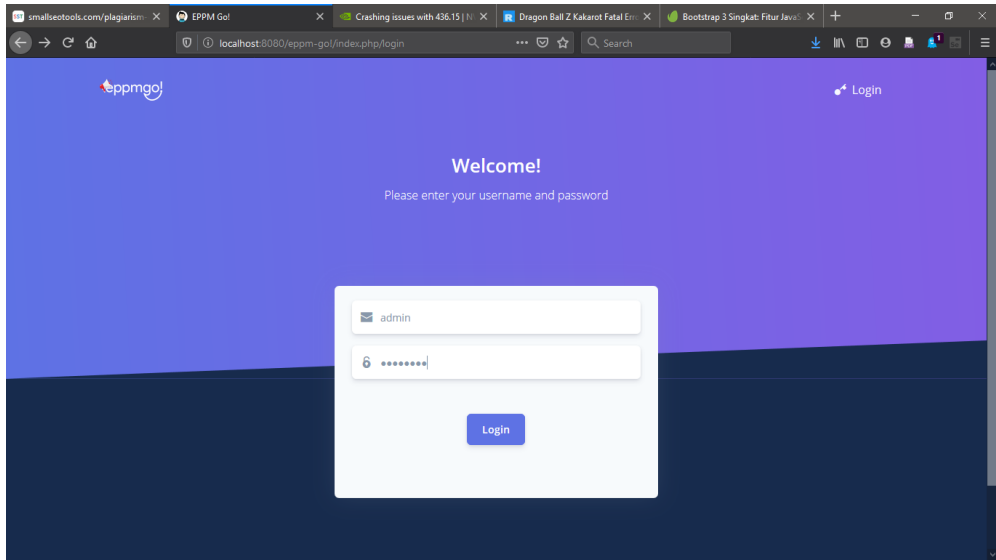 smallseotools.com/plagiarism-
EPPM Go!
Crashing issues with 436.15 | N
Dragon Ball Z Kakarot Fatal Erro
Bootstrap 3 Singkat: Fitur JavaS
localhost:8080/eppm-go!/index.php/login
Search
1
eppmgo!
Login
Welcome!
Please enter your username and password
admin
Login